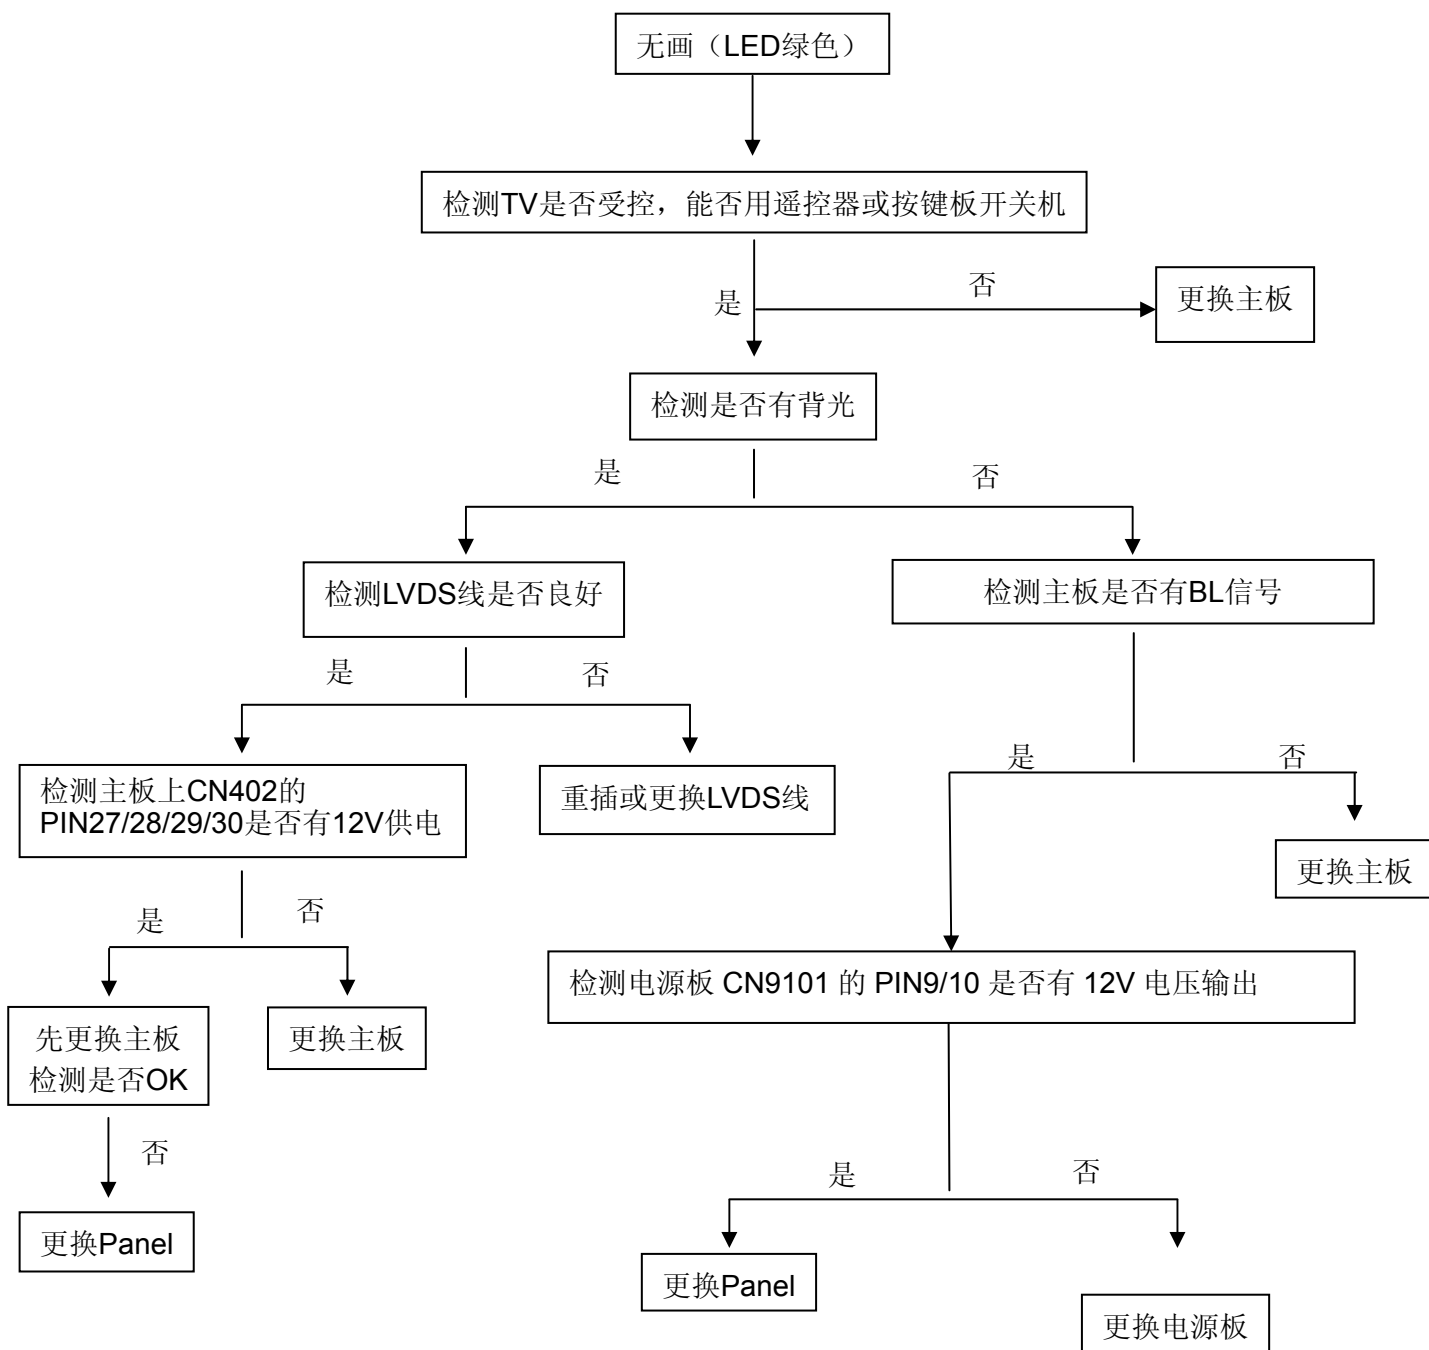 无画（LED绿色）
检测TV是否受控，能否用遥控器或按键板开关机
是
否
更换主板
检测是否有背光
是
否
检测LVDS线是否良好
检测主板是否有BL信号
是
否
是
否
检测主板上CN402的
PIN27/28/29/30是否有12V供电
重插或更换LVDS线
更换主板
是
否
检测电源板 CN9101 的 PIN9/10 是否有 12V 电压输出
先更换主板
检测是否OK
更换主板
否
是
否
更换Panel
更换Panel
更换电源板